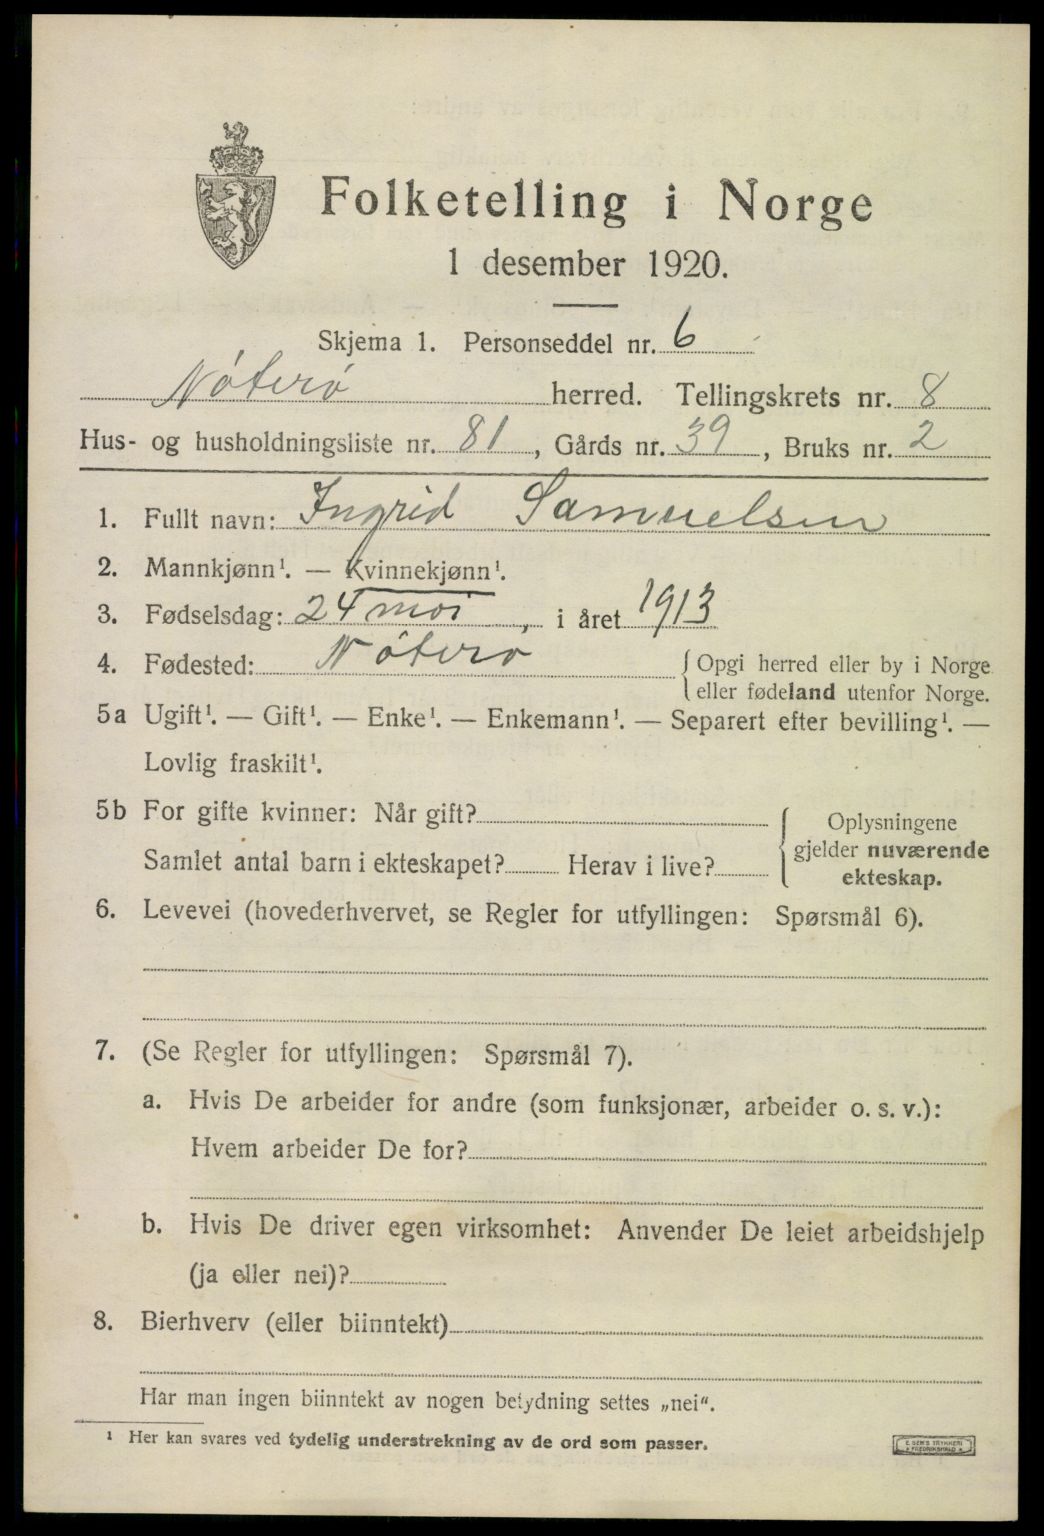 Folketelling i Norge
1 desember 1920.
Skjema 1. Personseddel nr. 6
Nøterø herred. Tellingskrets nr. 8
Hus- og husholdningsliste nr. 81, Gårds nr. 39, Bruks nr. 2
1. Fullt navn: Ingrid Samuelsen
2. Mannkjønn¹. — Kvinnekjønn¹.
3. Fødselsdag: 24 mai, i året 1913
4. Fødested: Nøterø {Opgi herred eller by i Norge
eller fødeland utenfor Norge.
5a Ugift¹. — Gift¹. — Enke¹. — Enkemann¹. — Separert efter bevilling¹. —
Lovlig fraskilt¹.
5b For gifte kvinner: Når gift?
Samlet antal barn i ekteskapet? Herav i live?
Oplysningene
gjelder nuværende
ekteskap.
6. Levevei (hovederhvervet, se Regler for utfyllingen: Spørsmål 6).
7. (Se Regler for utfyllingen: Spørsmål 7).
a. Hvis De arbeider for andre (som funksjonær, arbeider o. s. v.):
Hvem arbeider De for?
b. Hvis De driver egen virksomhet: Anvender De leiet arbeidshjelp
(ja eller nei)?
8. Bierhverv (eller biinntekt)
Har man ingen biinntekt av nogen betydning settes „nei".
¹ Her kan svares ved tydelig understrekning av de ord som passer.
E. SEM'S TRYKKERI
FREDRIKSHALD